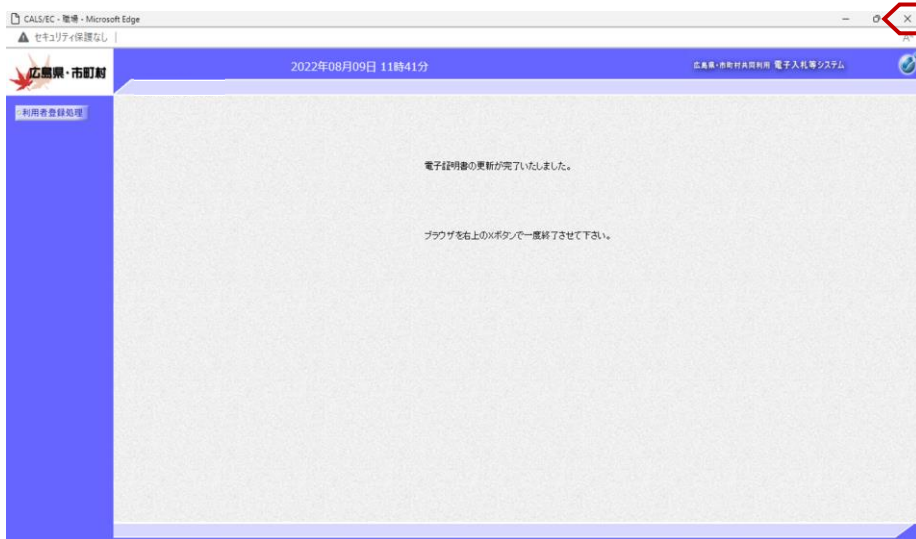 CALS/EC - 職場 - Microsoft Edge
セキュリティ保護なし
広島県・市町村
2022年08月09日 11時41分
広島県・市町村共同利用 電子入札等システム
利用者登録処理
電子証明書の更新が完了いたしました。
ブラウザを右上の×ボタンで一度終了させて下さい。